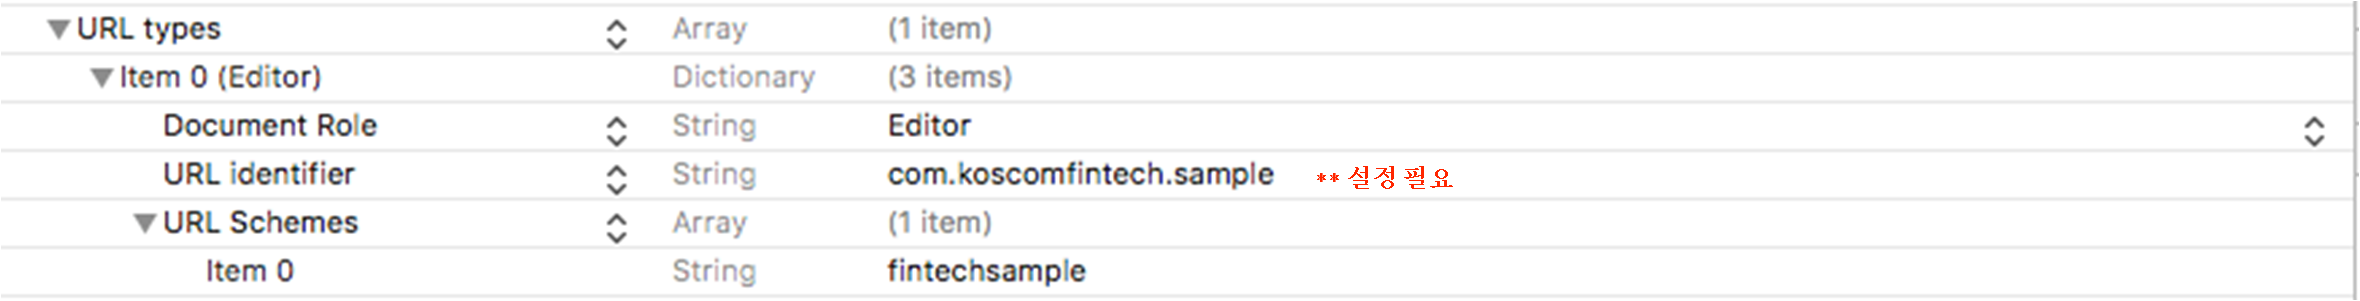 URL types Array (1 item)
Item 0 (Editor) Dictionary (3 items)
Document Role String Editor
URL identifier String com.koscomfintech.sample ** 설정 필요
URL Schemes Array (1 item)
Item 0 String fintechsample